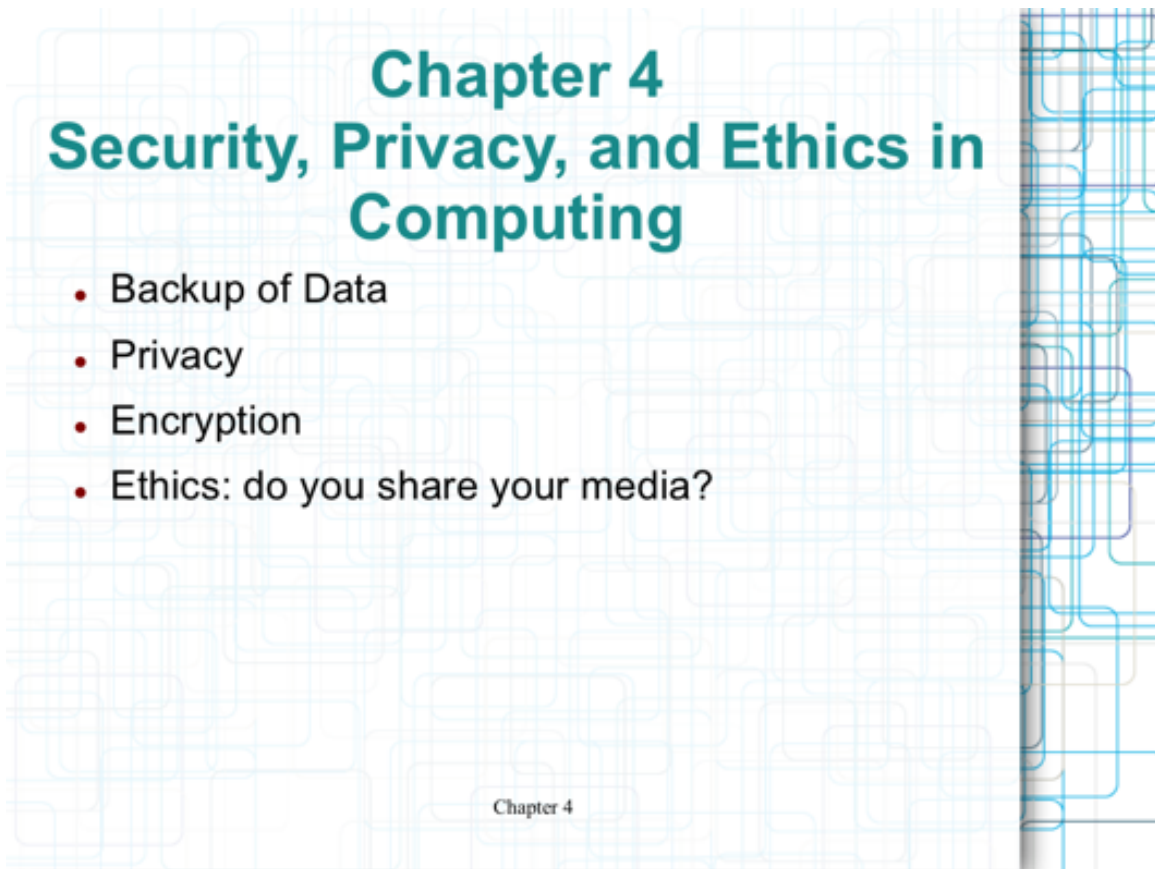 Chapter 4
Security, Privacy, and Ethics in
Computing
• Backup of Data
• Privacy
• Encryption
• Ethics: do you share your media?
Chapter 4